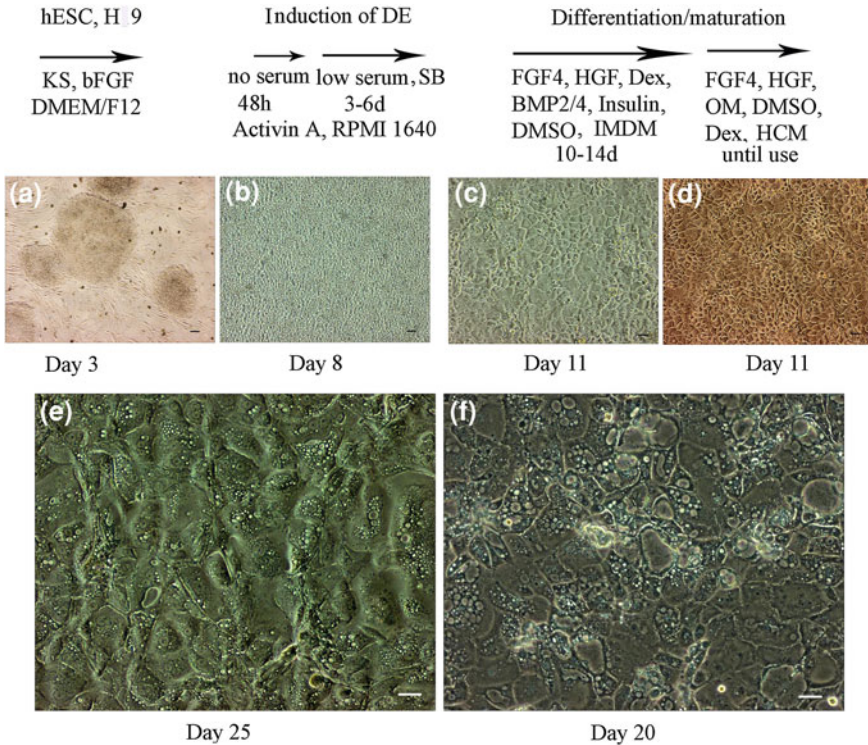 hESC, H 9
Induction of DE
Differentiation/maturation
KS, bFGF
DMEM/F12
no serum
48h
low serum, SB
3-6d
Activin A, RPMI 1640
FGF4, HGF, Dex,
BMP2/4, Insulin,
DMSO, IMDM
10-14d
FGF4, HGF,
OM, DMSO,
Dex, HCM
until use
(a)
(b)
(c)
(d)
Day 3
Day 8
Day 11
Day 11
(e)
(f)
Day 25
Day 20